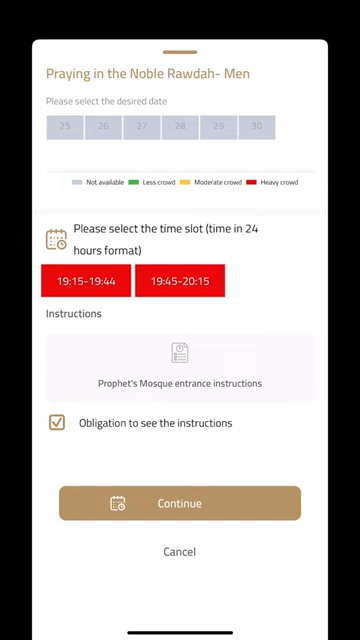 Praying in the Noble Rawdah- Men
Please select the desired date
25 26 27 28 29 30
Not available Less crowd Moderate crowd Heavy crowd
Please select the time slot (time in 24
hours format)
19:15-19:44 19:45-20:15
Instructions
Prophet's Mosque entrance instructions
Obligation to see the instructions
Continue
Cancel